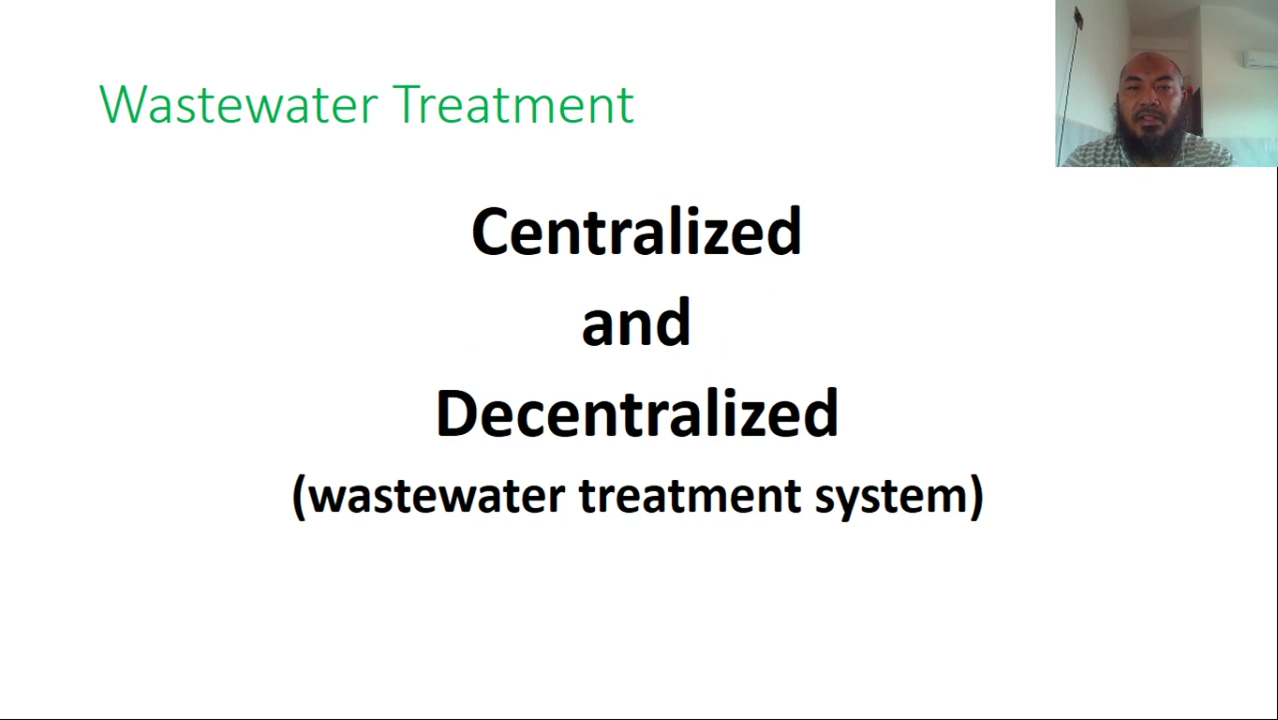 Wastewater Treatment
Centralized
and
Decentralized
(wastewater treatment system)